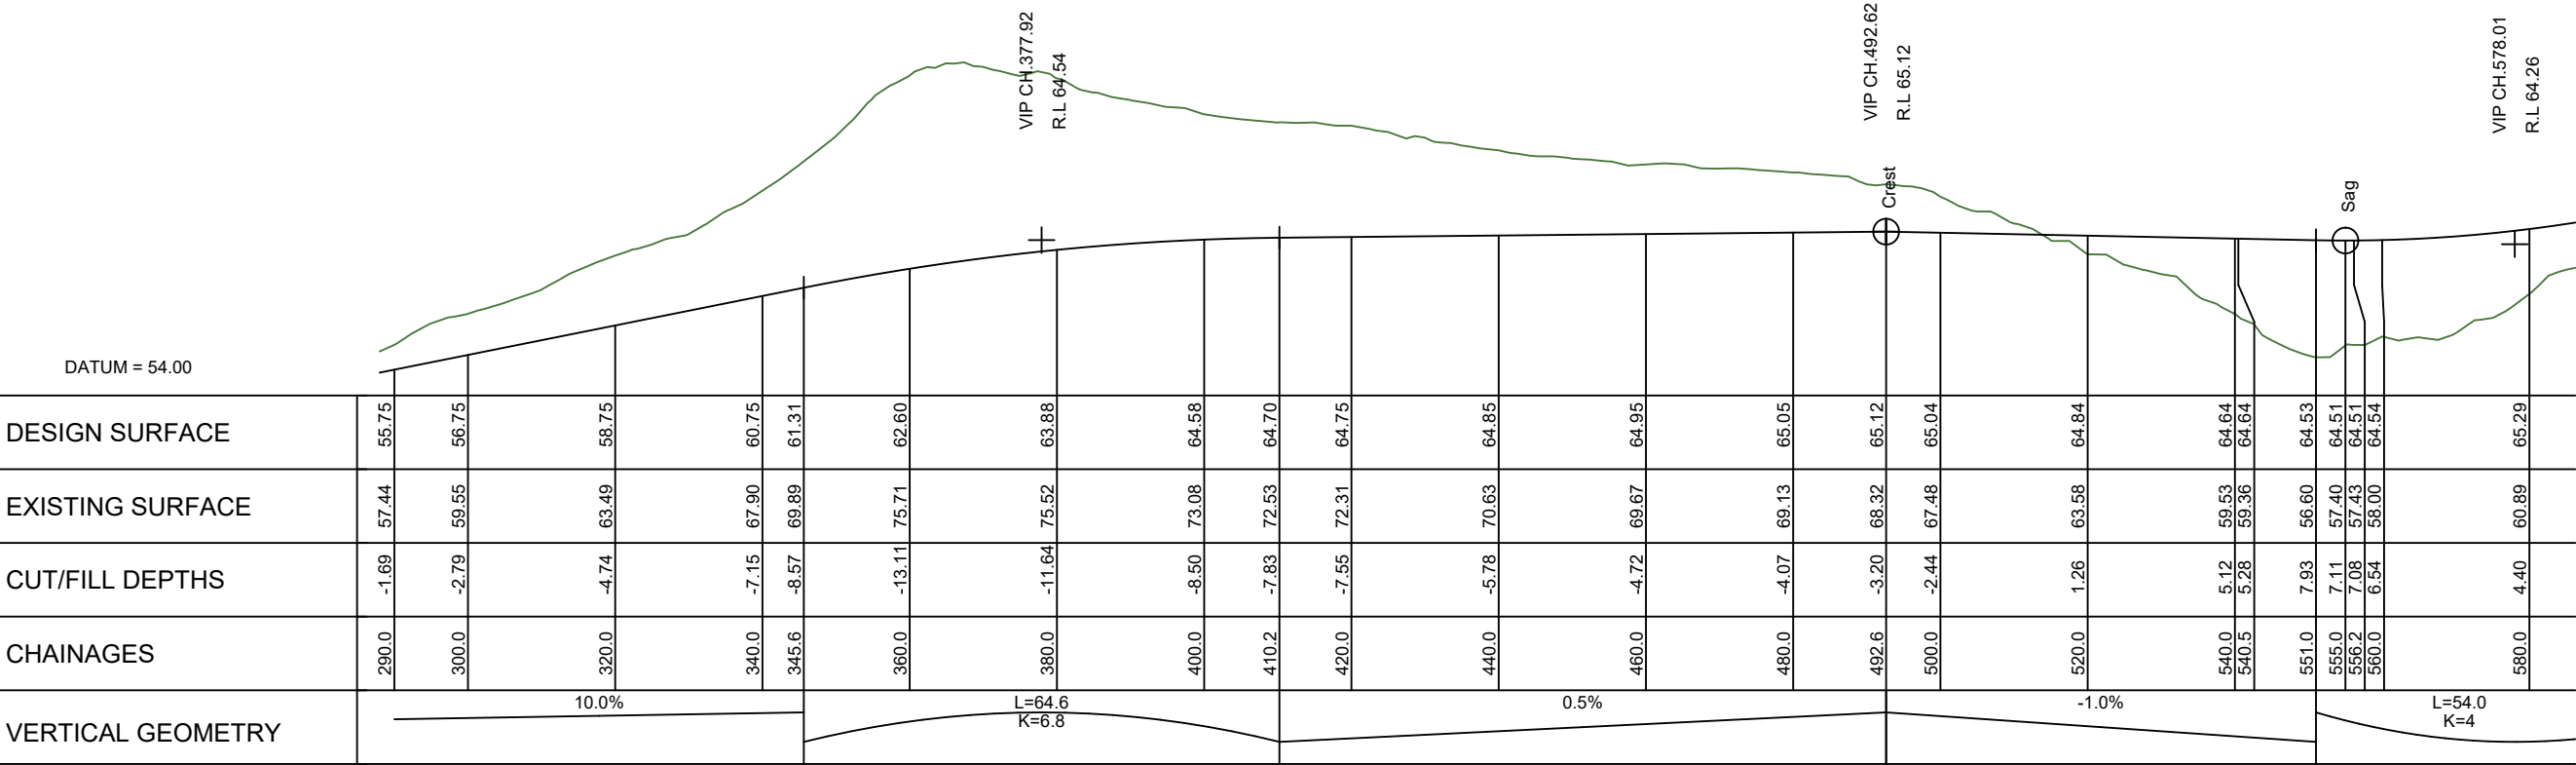 VIP CH.377.92
R.L 64.54
VIP CH.492.62
R.L 65.12
VIP CH.578.01
R.L 64.26
Crest
Sag
DATUM = 54.00
DESIGN SURFACE 55.75 56.75 58.75 60.75 61.31 62.60 63.88 64.58 64.70 64.75 64.85 64.95 65.05 65.12 65.04 64.84 64.64 64.64 64.53 64.51 64.51 64.54 65.29
EXISTING SURFACE 57.44 59.55 63.49 67.90 69.89 75.71 75.52 73.08 72.53 72.31 70.63 69.67 69.13 68.32 67.48 63.58 59.53 59.36 56.60 57.40 57.43 58.00 60.89
CUT/FILL DEPTHS -1.69 -2.79 -4.74 -7.15 -8.57 -13.11 -11.64 -8.50 -7.83 -7.55 -5.78 -4.72 -4.07 -3.20 -2.44 1.26 5.12 5.28 7.93 7.11 7.08 6.54 4.40
CHAINAGES 290.0 300.0 320.0 340.0 345.6 360.0 380.0 400.0 410.2 420.0 440.0 460.0 480.0 492.6 500.0 520.0 540.0 540.5 551.0 555.0 556.2 560.0 580.0
VERTICAL GEOMETRY
10.0%
L=64.6
K=6.8
0.5%
-1.0%
L=54.0
K=4